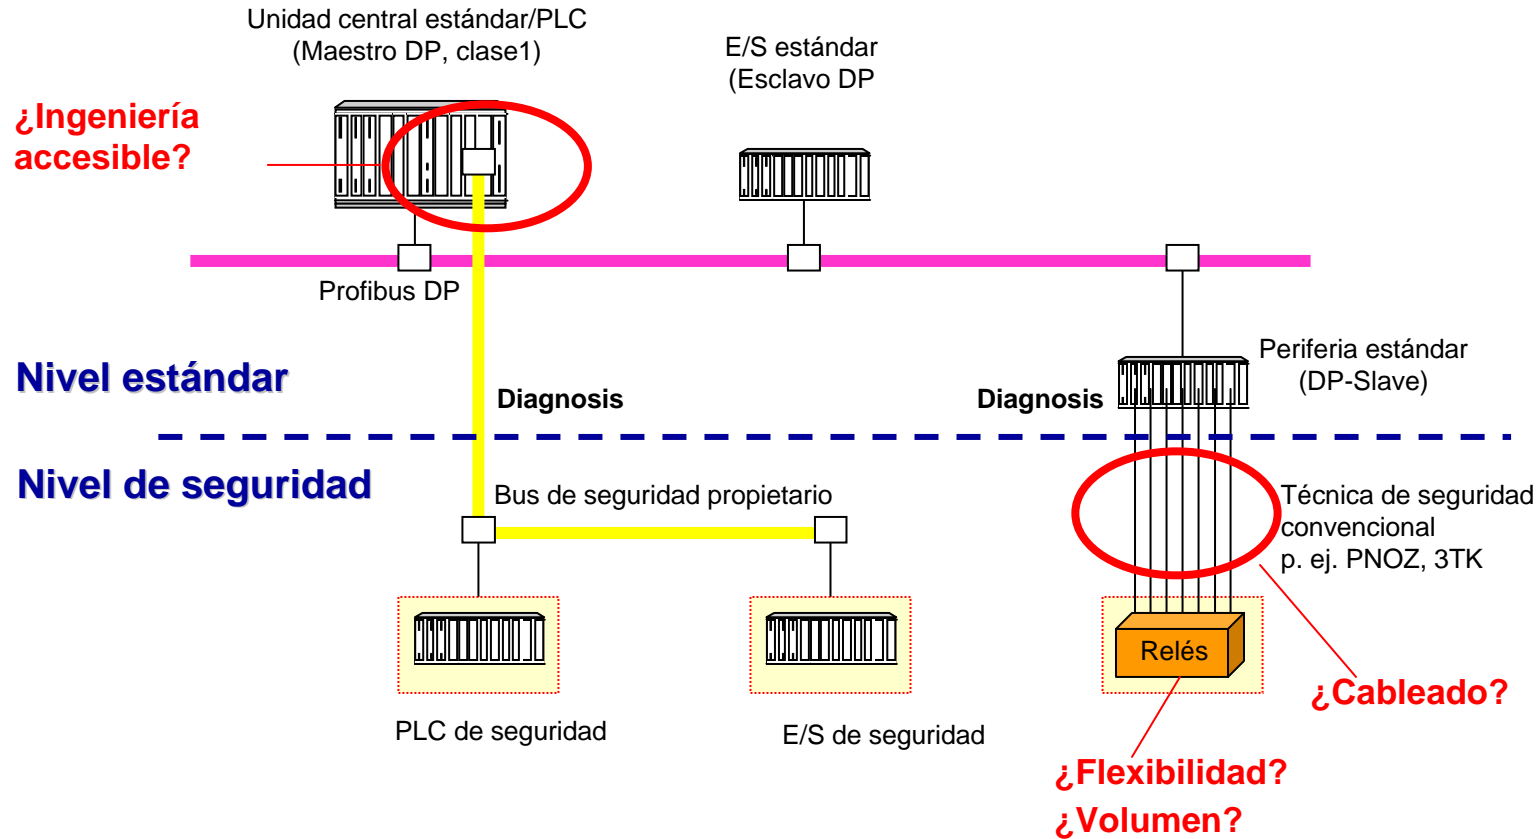 Unidad central estándar/PLC
(Maestro DP, clase1)
E/S estándar
(Esclavo DP
¿Ingeniería
accesible?
Profibus DP
Periferia estándar
(DP-Slave)
Nivel estándar
Diagnosis
Diagnosis
Nivel de seguridad
Bus de seguridad propietario
Técnica de seguridad
convencional
p. ej. PNOZ, 3TK
Relés
¿Cableado?
PLC de seguridad
E/S de seguridad
¿Flexibilidad?
¿Volumen?